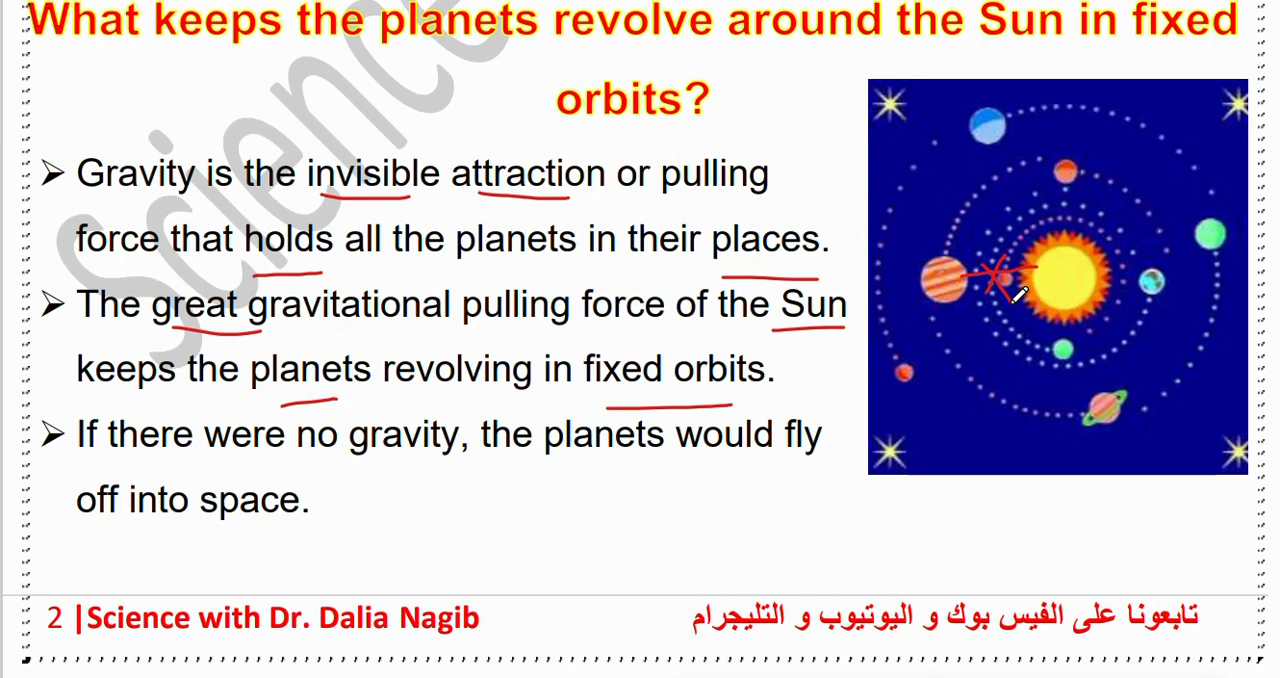 What keeps the planets revolve around the Sun in fixed
orbits?
➢ Gravity is the invisible attraction or pulling
force that holds all the planets in their places.
➢ The great gravitational pulling force of the Sun
keeps the planets revolving in fixed orbits.
➢ If there were no gravity, the planets would fly
off into space.
Science
2 |Science with Dr. Dalia Nagib
تابعونا على الفيس بوك و اليوتيوب و التليجرام